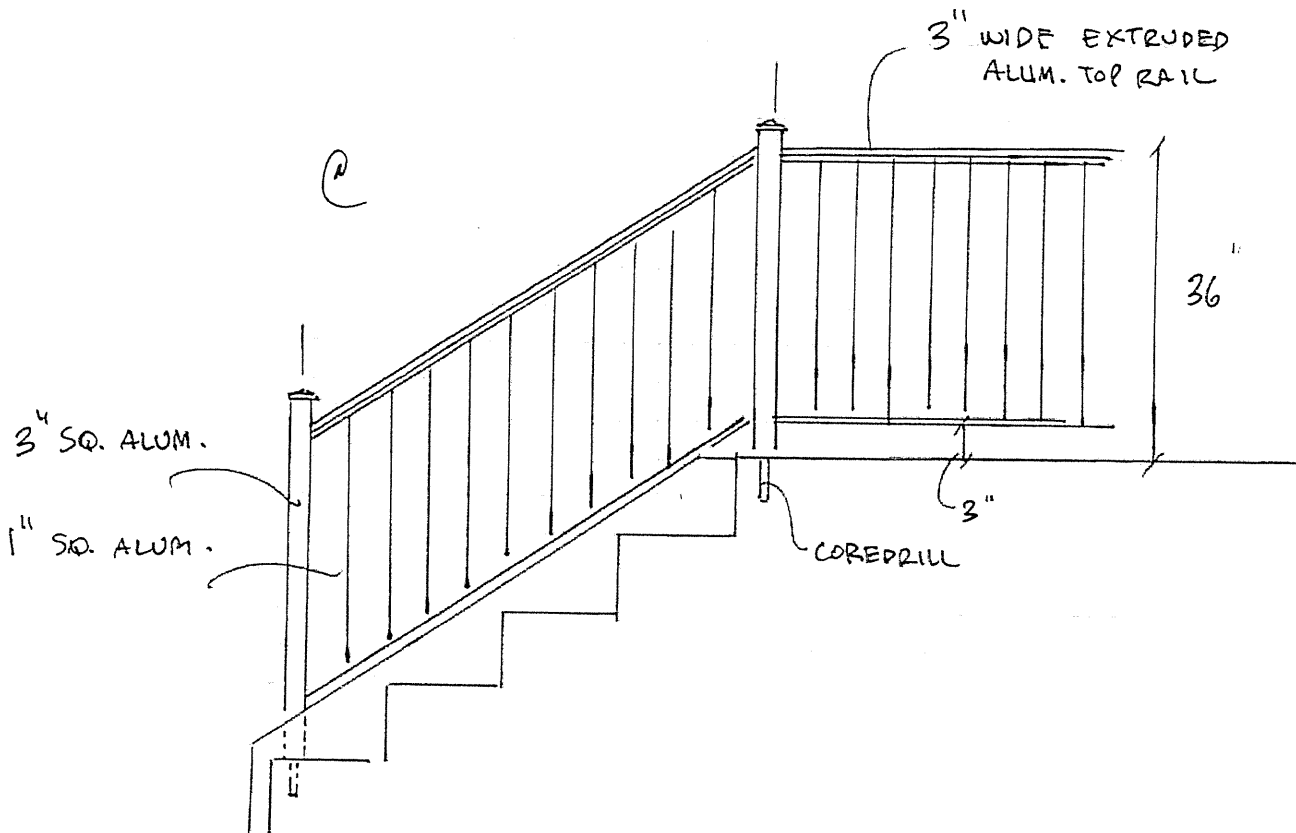 3" WIDE EXTRUDED
ALUM. TOP RAIL
36"
3" SQ. ALUM.
1" SQ. ALUM.
3"
COREDRILL